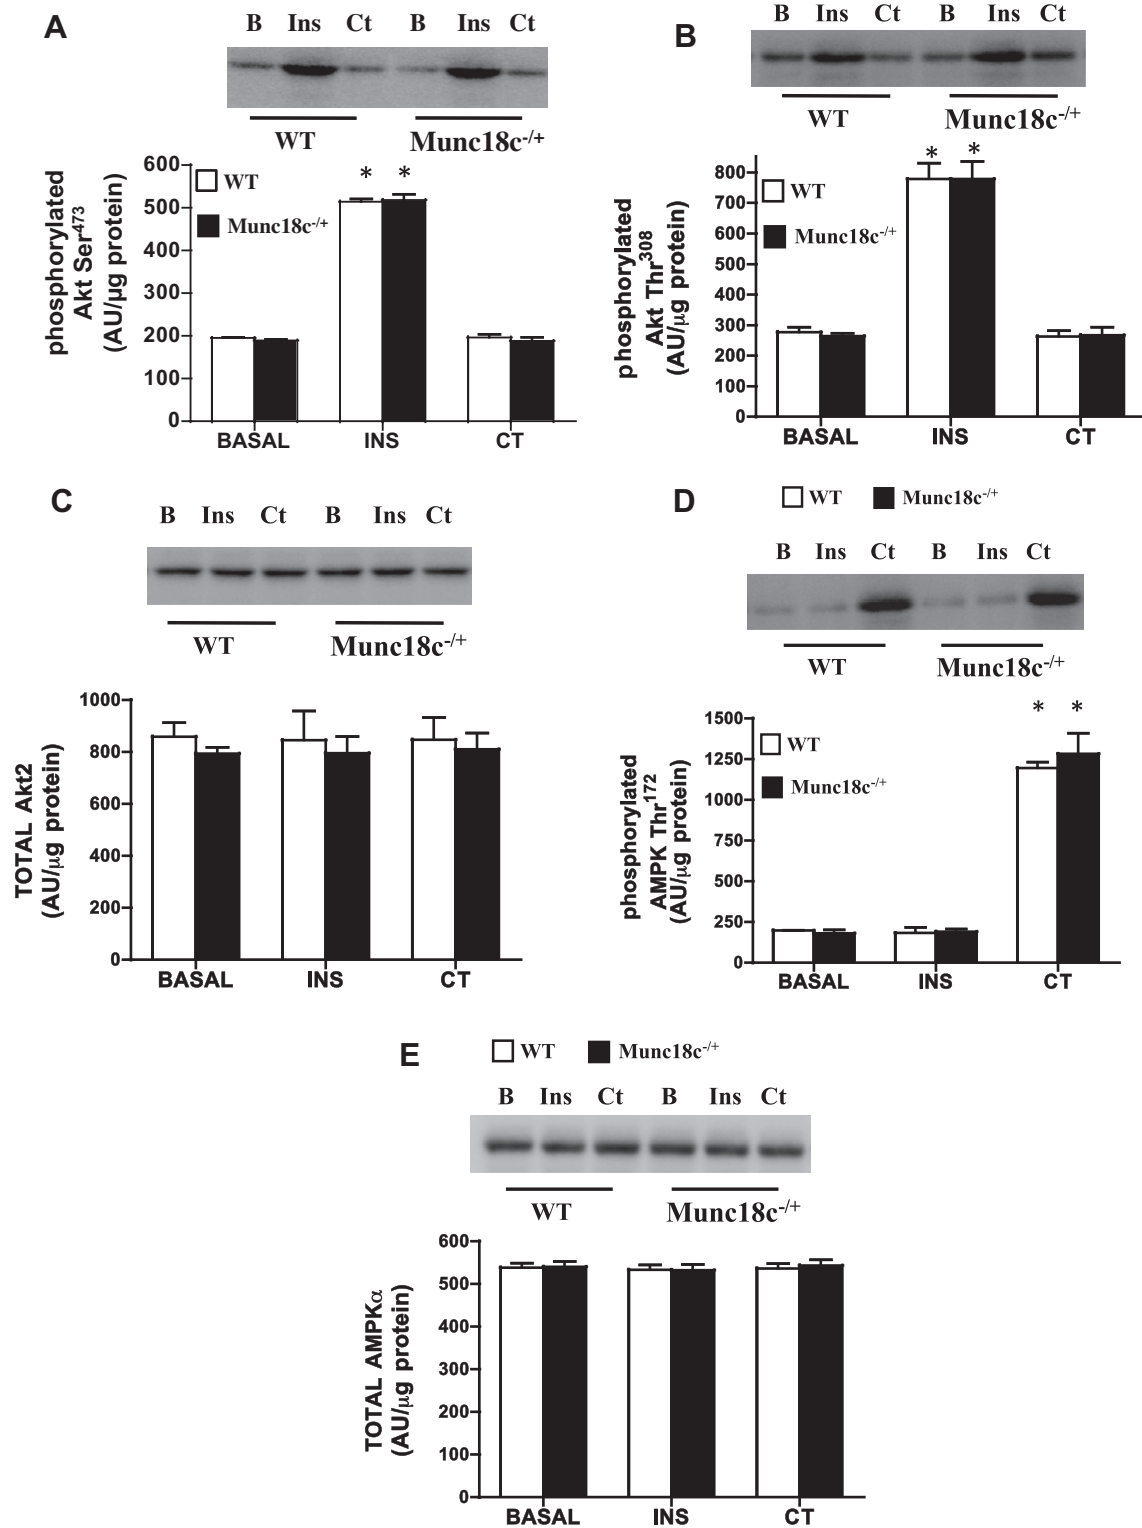 A
B Ins Ct B Ins Ct
WT Munc18c-/+
phosphorylated
Akt Ser473
(AU/µg protein)
600
500
400
300
200
100
0
WT
Munc18c-/+
* *
BASAL INS CT
B
B Ins Ct B Ins Ct
WT Munc18c-/+
phosphorylated
Akt Thr308
(AU/µg protein)
800
700
600
500
400
300
200
100
0
WT
Munc18c-/+
* *
BASAL INS CT
C
B Ins Ct B Ins Ct
WT Munc18c-/+
TOTAL Akt2
(AU/µg protein)
1000
800
600
400
200
0
BASAL INS CT
D
WT Munc18c-/+
B Ins Ct B Ins Ct
WT Munc18c-/+
phosphorylated
AMPK Thr172
(AU/µg protein)
1500
1250
1000
750
500
250
0
WT
Munc18c-/+
* *
BASAL INS CT
E
WT Munc18c-/+
B Ins Ct B Ins Ct
WT Munc18c-/+
TOTAL AMPKα
(AU/µg protein)
600
500
400
300
200
100
0
BASAL INS CT